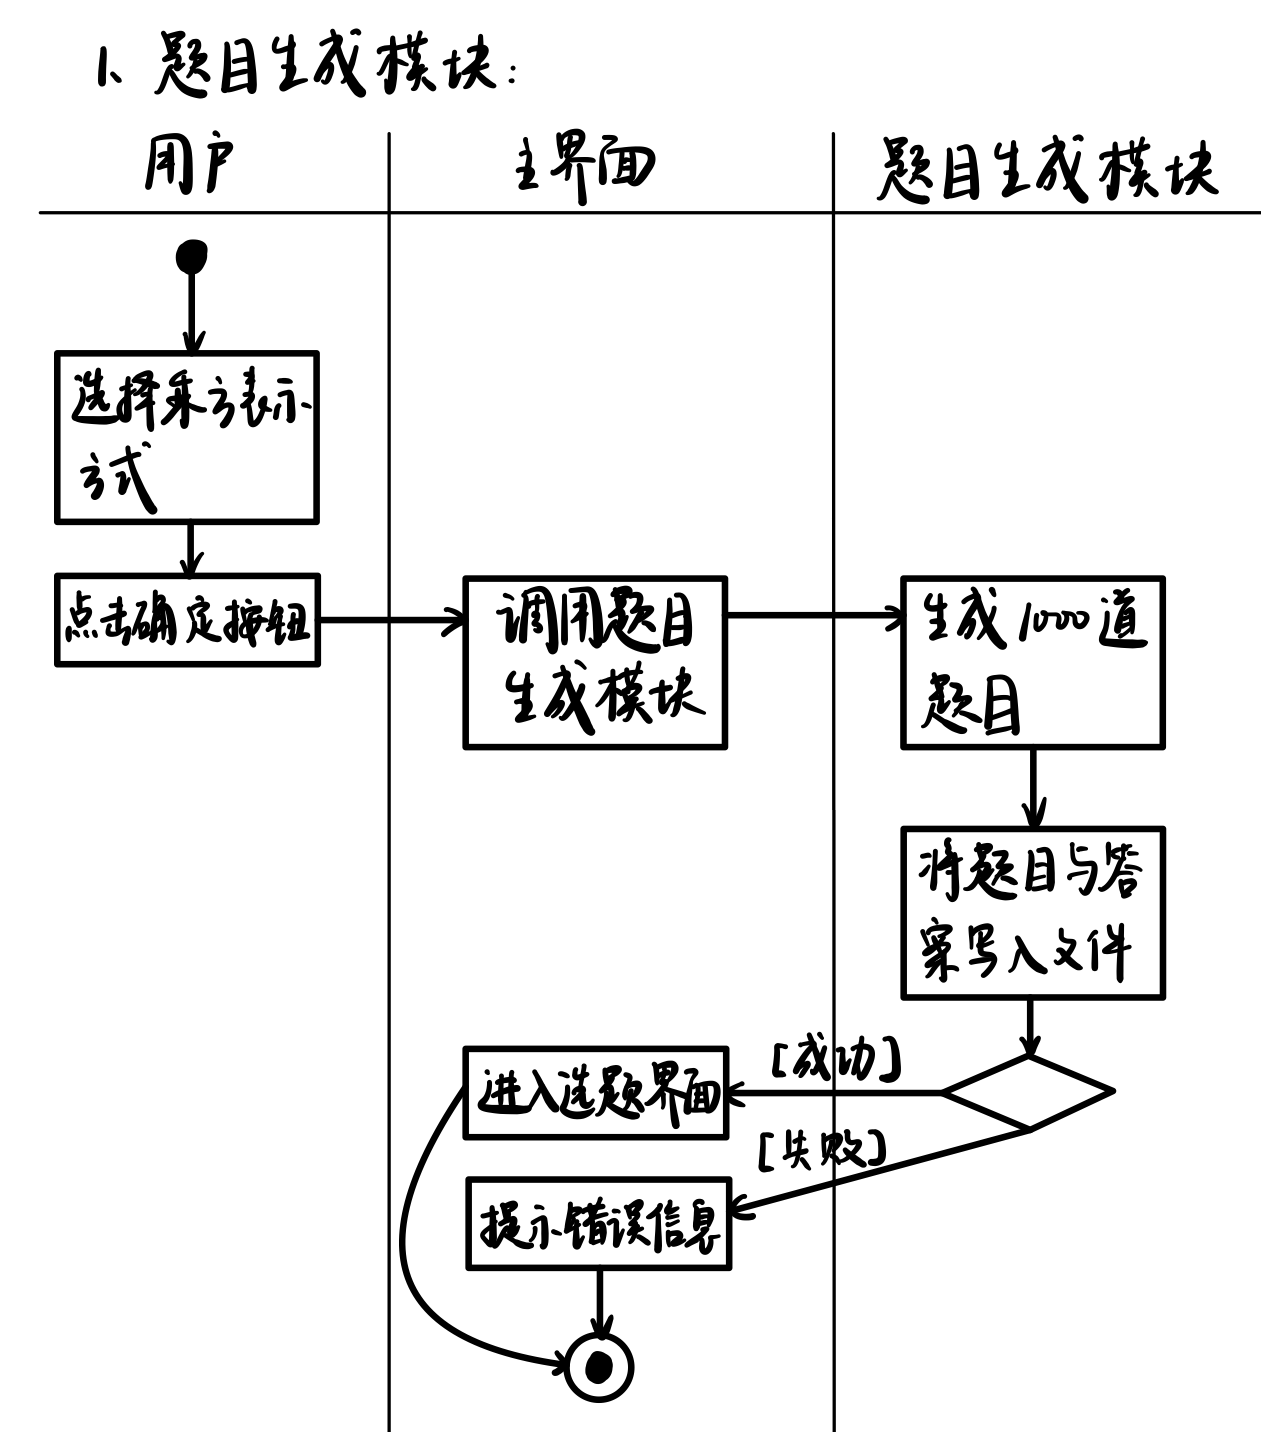 1、题目生成模块：
用户
主界面
题目生成模块
选择乘方表示
方式
点击确定按钮
调用题目
生成模块
生成1000道
题目
将题目与答
案写入文件
[成功]
进入选题界面
[失败]
提示错误信息